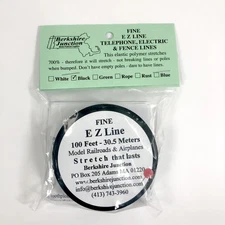 Berkshire
Junction
FINE
E Z LINE
TELEPHONE, ELECTRIC
& FENCE LINES
This elastic polymer stretches
700% - therefore it will stretch - not breaking lines or poles
when bumped. Don't have empty poles - dare to have lines.
White Black Green Rope Rust Blue
FINE
E Z Line
100 Feet - 30.5 Meters
Model Railroads & Airplanes
Stretch that lasts
Berkshire Junction
PO Box 205 Adams MA 01220
www.berkshirejunction.com
info@berkshirejunction.com
(413) 743-3960